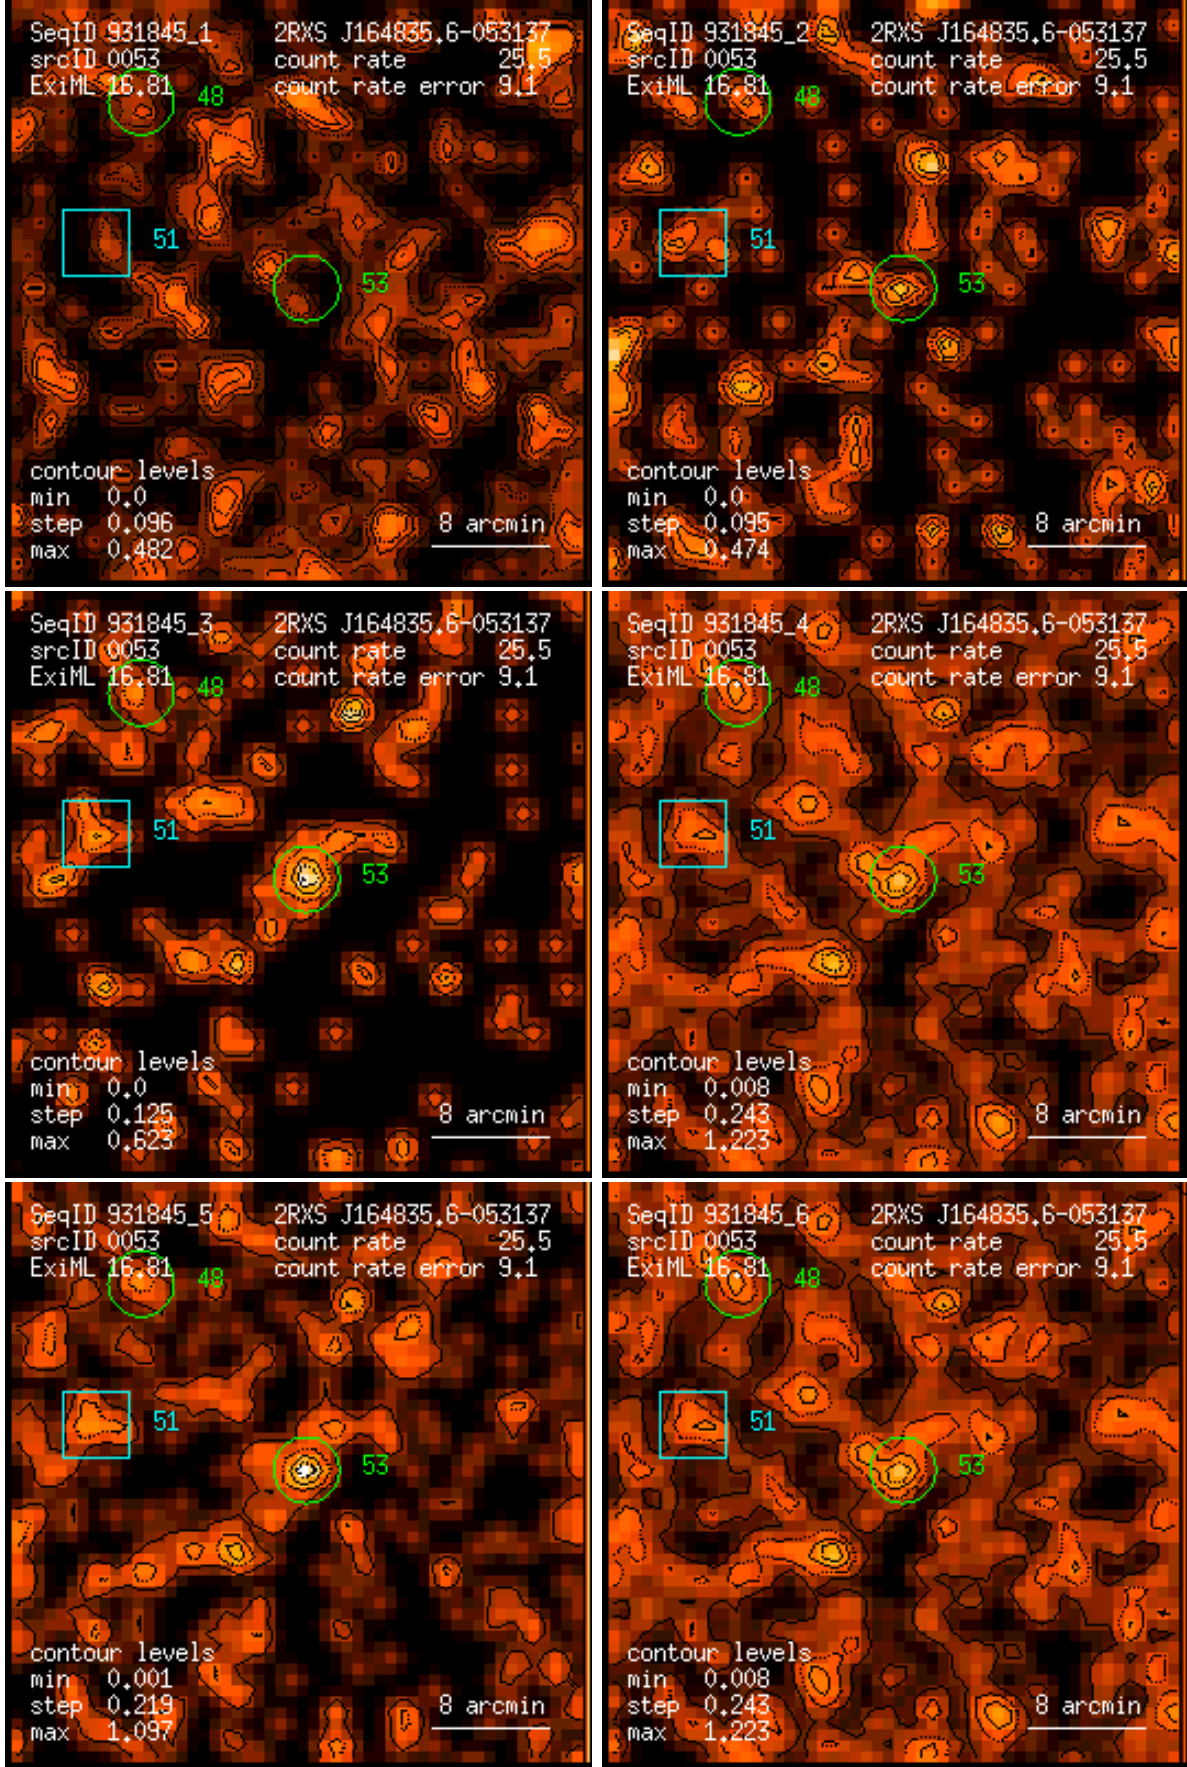 SeqID 931845_1 2RXS J164835.6-053137
srcID 0053 count rate 25.5
ExiML 16.81 count rate error 9.1
48
51
53
contour levels
min 0.0
step 0.096 8 arcmin
max 0.482
SeqID 931845_2 2RXS J164835.6-053137
srcID 0053 count rate 25.5
ExiML 16.81 count rate error 9.1
48
51
53
contour levels
min 0.0
step 0.095 8 arcmin
max 0.474
SeqID 931845_3 2RXS J164835.6-053137
srcID 0053 count rate 25.5
ExiML 16.81 count rate error 9.1
48
51
53
contour levels
min 0.0
step 0.125 8 arcmin
max 0.623
SeqID 931845_4 2RXS J164835.6-053137
srcID 0053 count rate 25.5
ExiML 16.81 count rate error 9.1
48
51
53
contour levels
min 0.008
step 0.243 8 arcmin
max 1.223
SeqID 931845_5 2RXS J164835.6-053137
srcID 0053 count rate 25.5
ExiML 16.81 count rate error 9.1
48
51
53
contour levels
min 0.001
step 0.219 8 arcmin
max 1.097
SeqID 931845_6 2RXS J164835.6-053137
srcID 0053 count rate 25.5
ExiML 16.81 count rate error 9.1
48
51
53
contour levels
min 0.008
step 0.243 8 arcmin
max 1.223